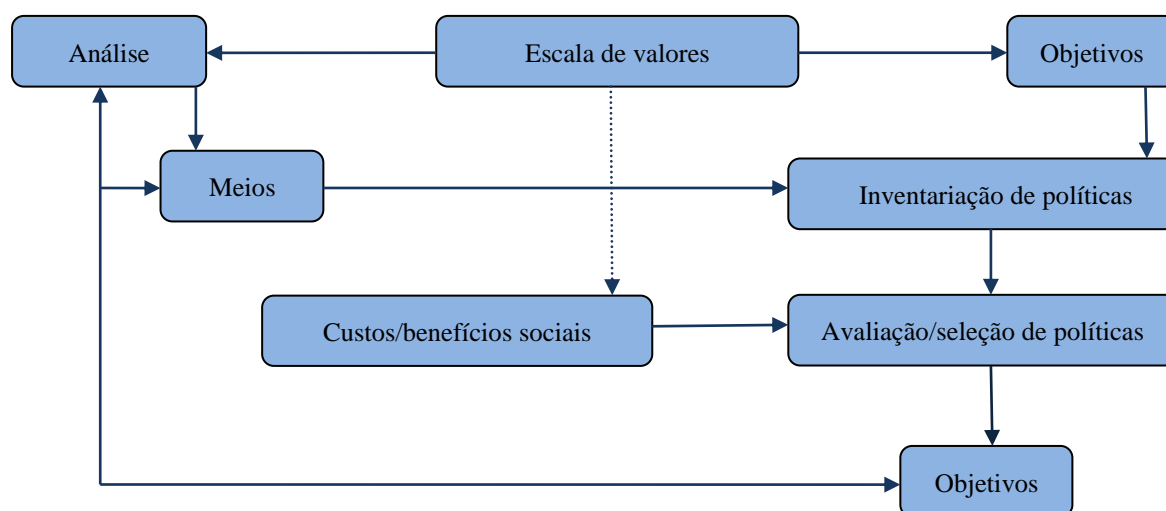 Análise
Escala de valores
Objetivos
Meios
Inventariação de políticas
Custos/benefícios sociais
Avaliação/seleção de políticas
Objetivos